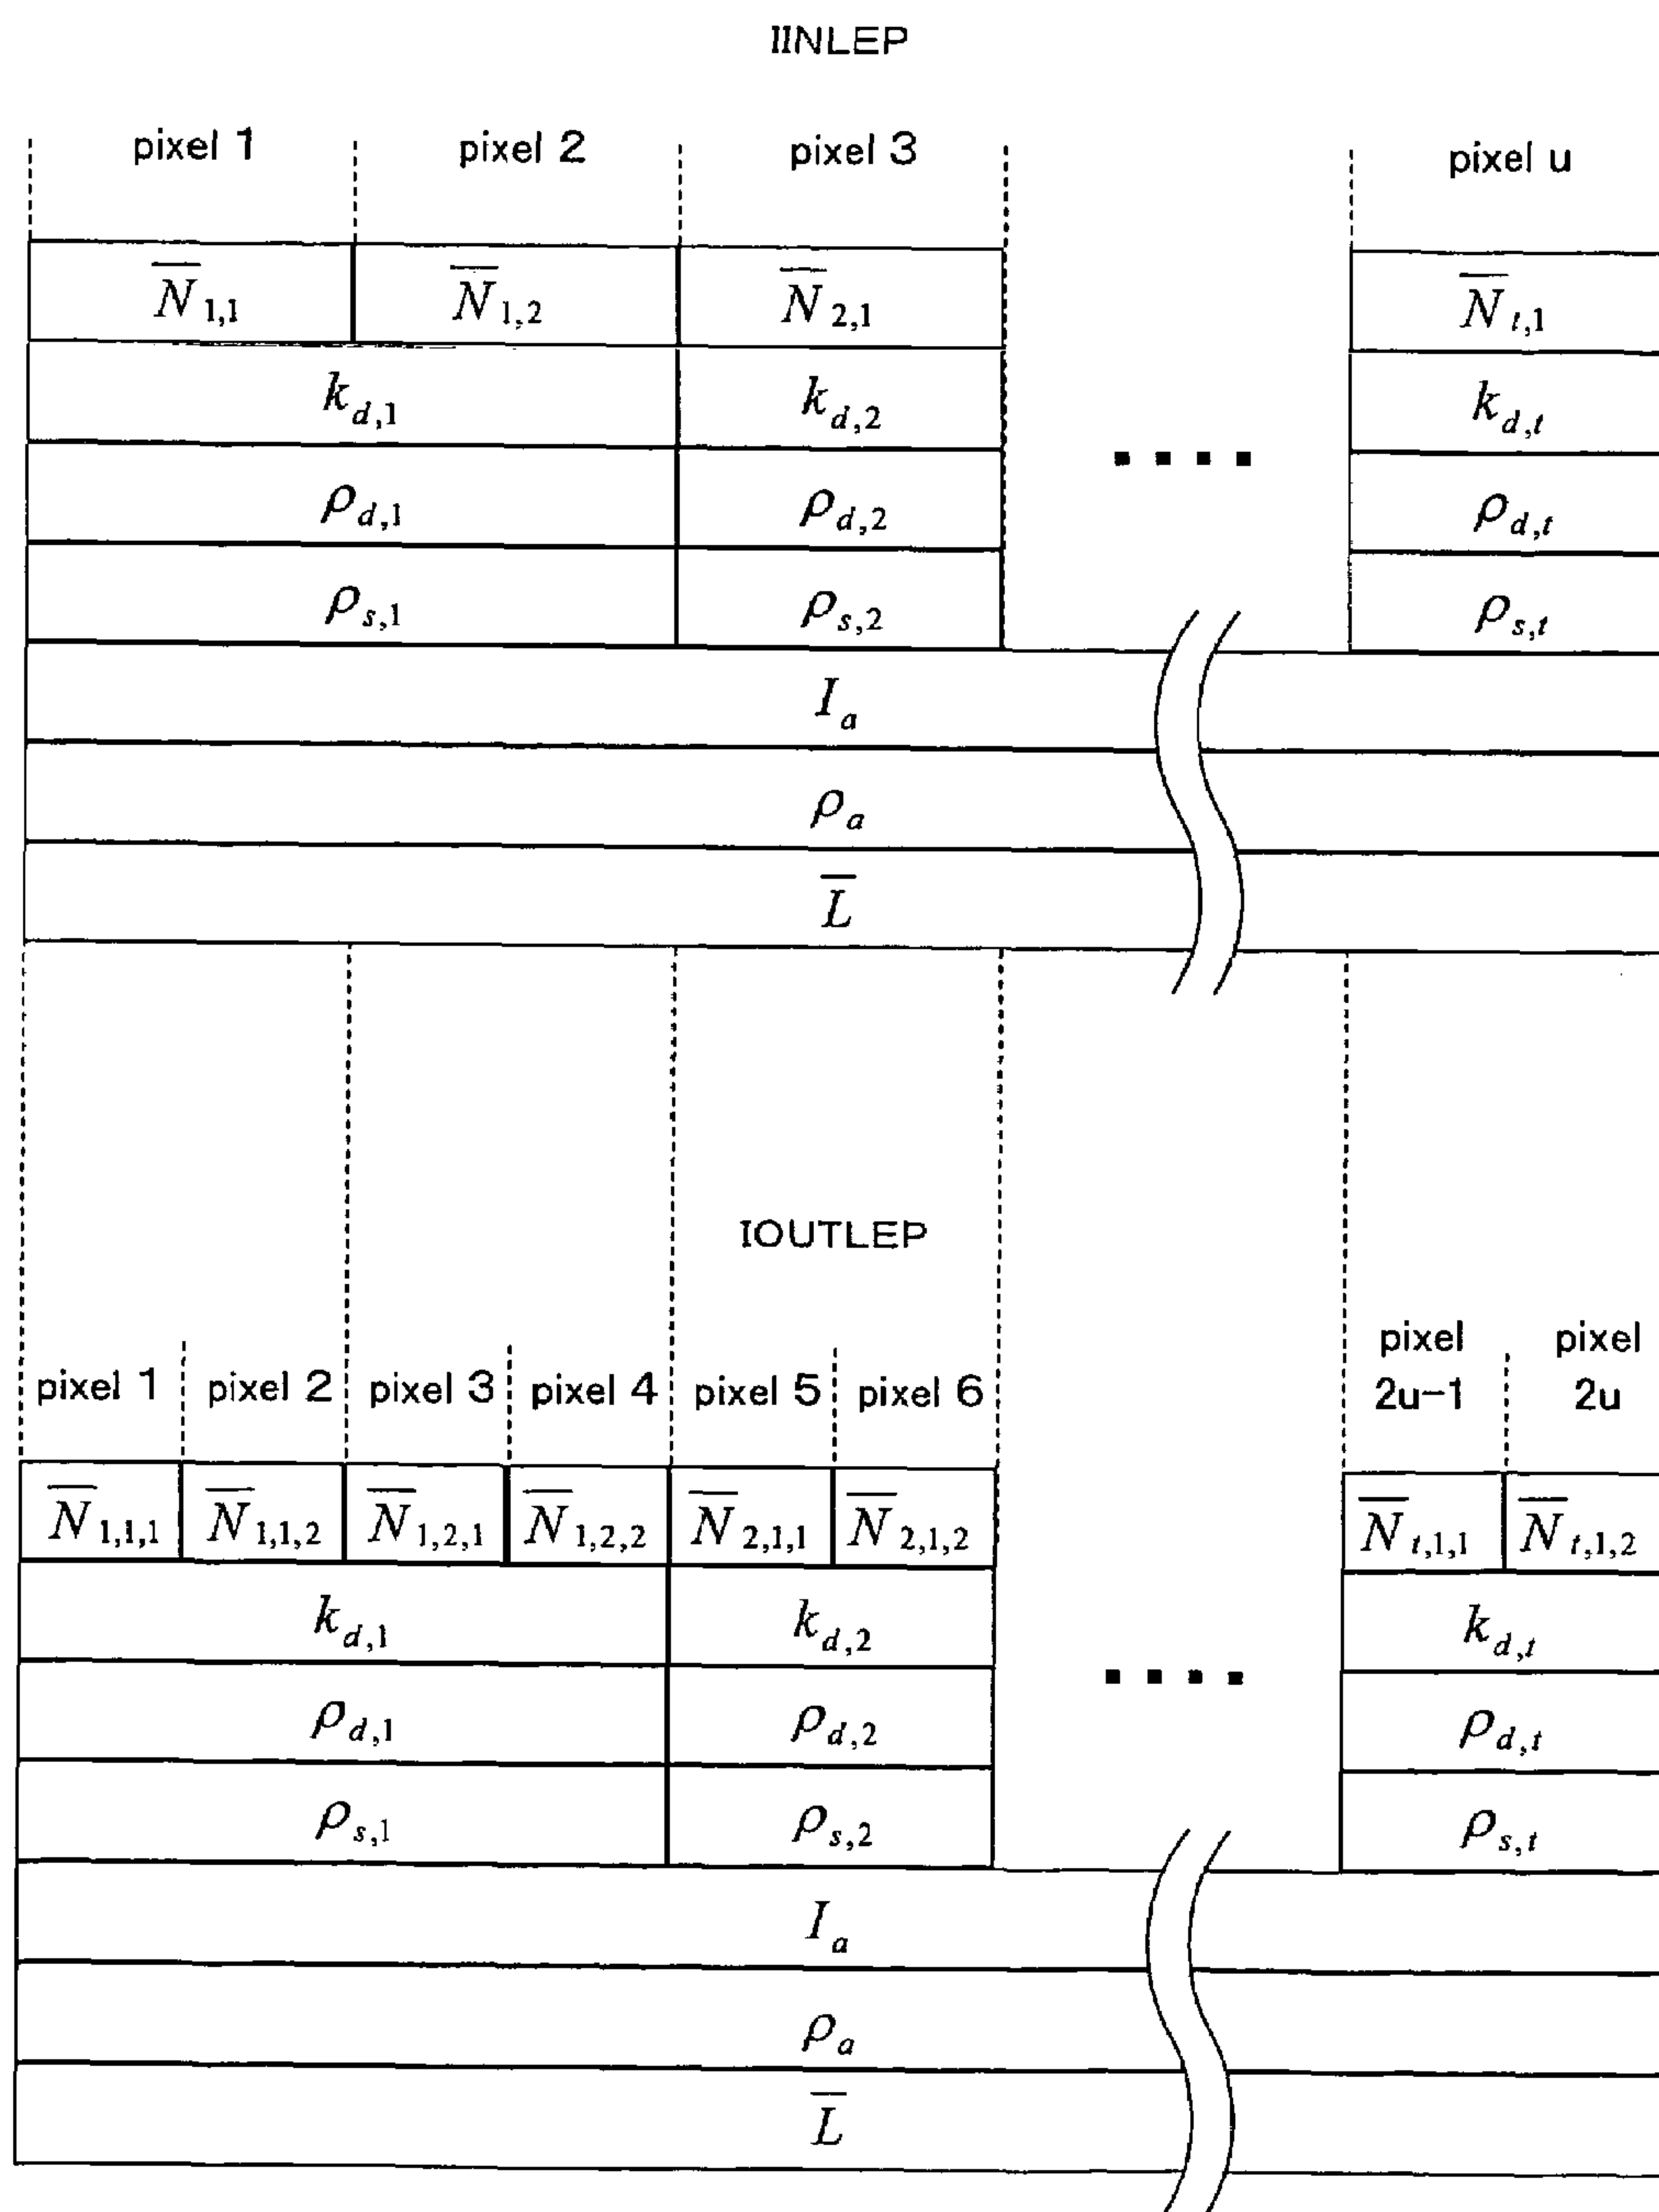 IINLEP
pixel 1 pixel 2 pixel 3 pixel u
N̅1,1 N̅1,2 N̅2,1 N̅t,1
kd,1 kd,2 kd,t
ρd,1 ρd,2 ρd,t
ρs,1 ρs,2 ρs,t
Ia
ρa
L̅
IOUTLEP
pixel pixel
pixel 1 pixel 2 pixel 3 pixel 4 pixel 5 pixel 6 2u-1 2u
N̅1,1,1 N̅1,1,2 N̅1,2,1 N̅1,2,2 N̅2,1,1 N̅2,1,2 N̅t,1,1 N̅t,1,2
kd,1 kd,2 kd,t
ρd,1 ρd,2 ρd,t
ρs,1 ρs,2 ρs,t
Ia
ρa
L̅